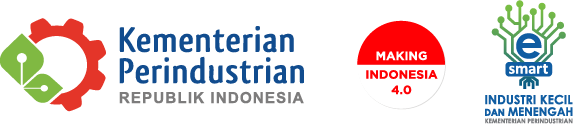 Kementerian
Perindustrian
REPUBLIK INDONESIA
MAKING
INDONESIA
4.0
e
smart
INDUSTRI KECIL
DAN MENENGAH
KEMENTERIAN PERINDUSTRIAN